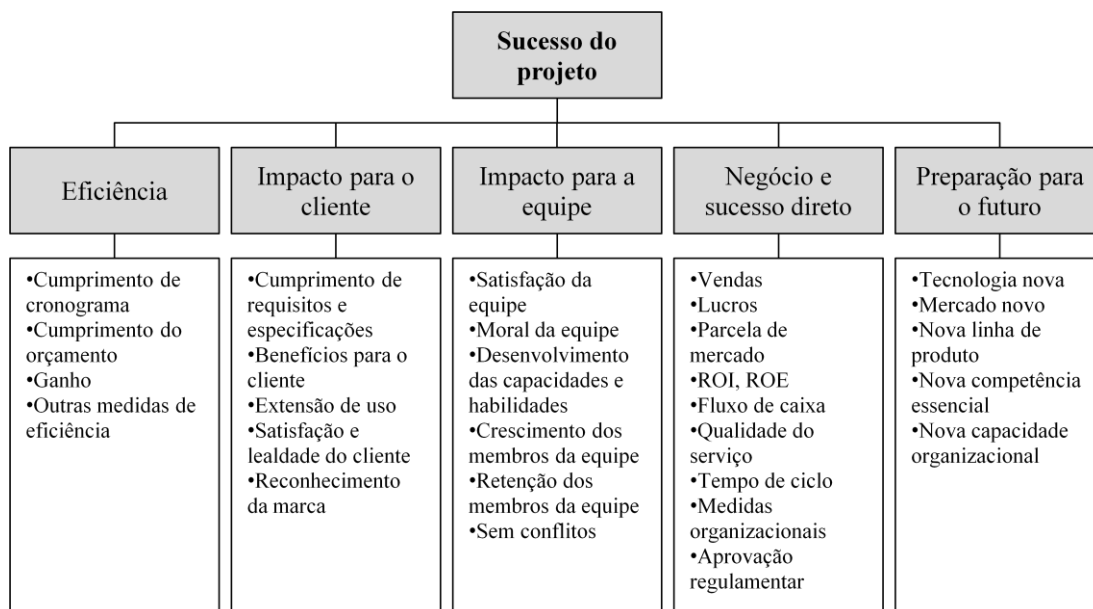 Sucesso do
projeto
Eficiência
Impacto para o
cliente
Impacto para a
equipe
Negócio e
sucesso direto
Preparação para
o futuro
•Cumprimento de
cronograma
•Cumprimento do
orçamento
•Ganho
•Outras medidas de
eficiência
•Cumprimento de
requisitos e
especificações
•Benefícios para o
cliente
•Extensão de uso
•Satisfação e
lealdade do cliente
•Reconhecimento
da marca
•Satisfação da
equipe
•Moral da equipe
•Desenvolvimento
das capacidades e
habilidades
•Crescimento dos
membros da equipe
•Retenção dos
membros da equipe
•Sem conflitos
•Vendas
•Lucros
•Parcela de
mercado
•ROI, ROE
•Fluxo de caixa
•Qualidade do
serviço
•Tempo de ciclo
•Medidas
organizacionais
•Aprovação
regulamentar
•Tecnologia nova
•Mercado novo
•Nova linha de
produto
•Nova competência
essencial
•Nova capacidade
organizacional